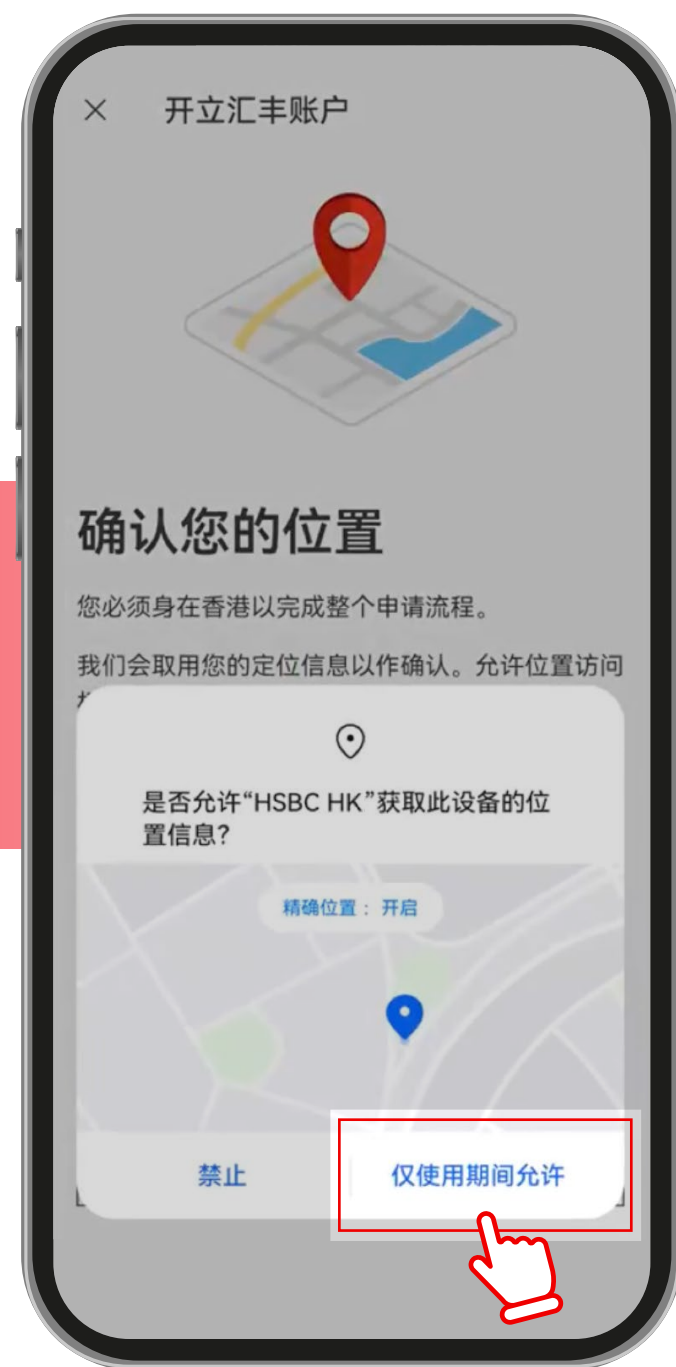 开立汇丰账户
确认您的位置
您必须身在香港以完成整个申请流程。
我们会取用您的定位信息以作确认。允许位置访问
是否允许“HSBC HK”获取此设备的位
置信息?
精确位置：开启
禁止
仅使用期间允许